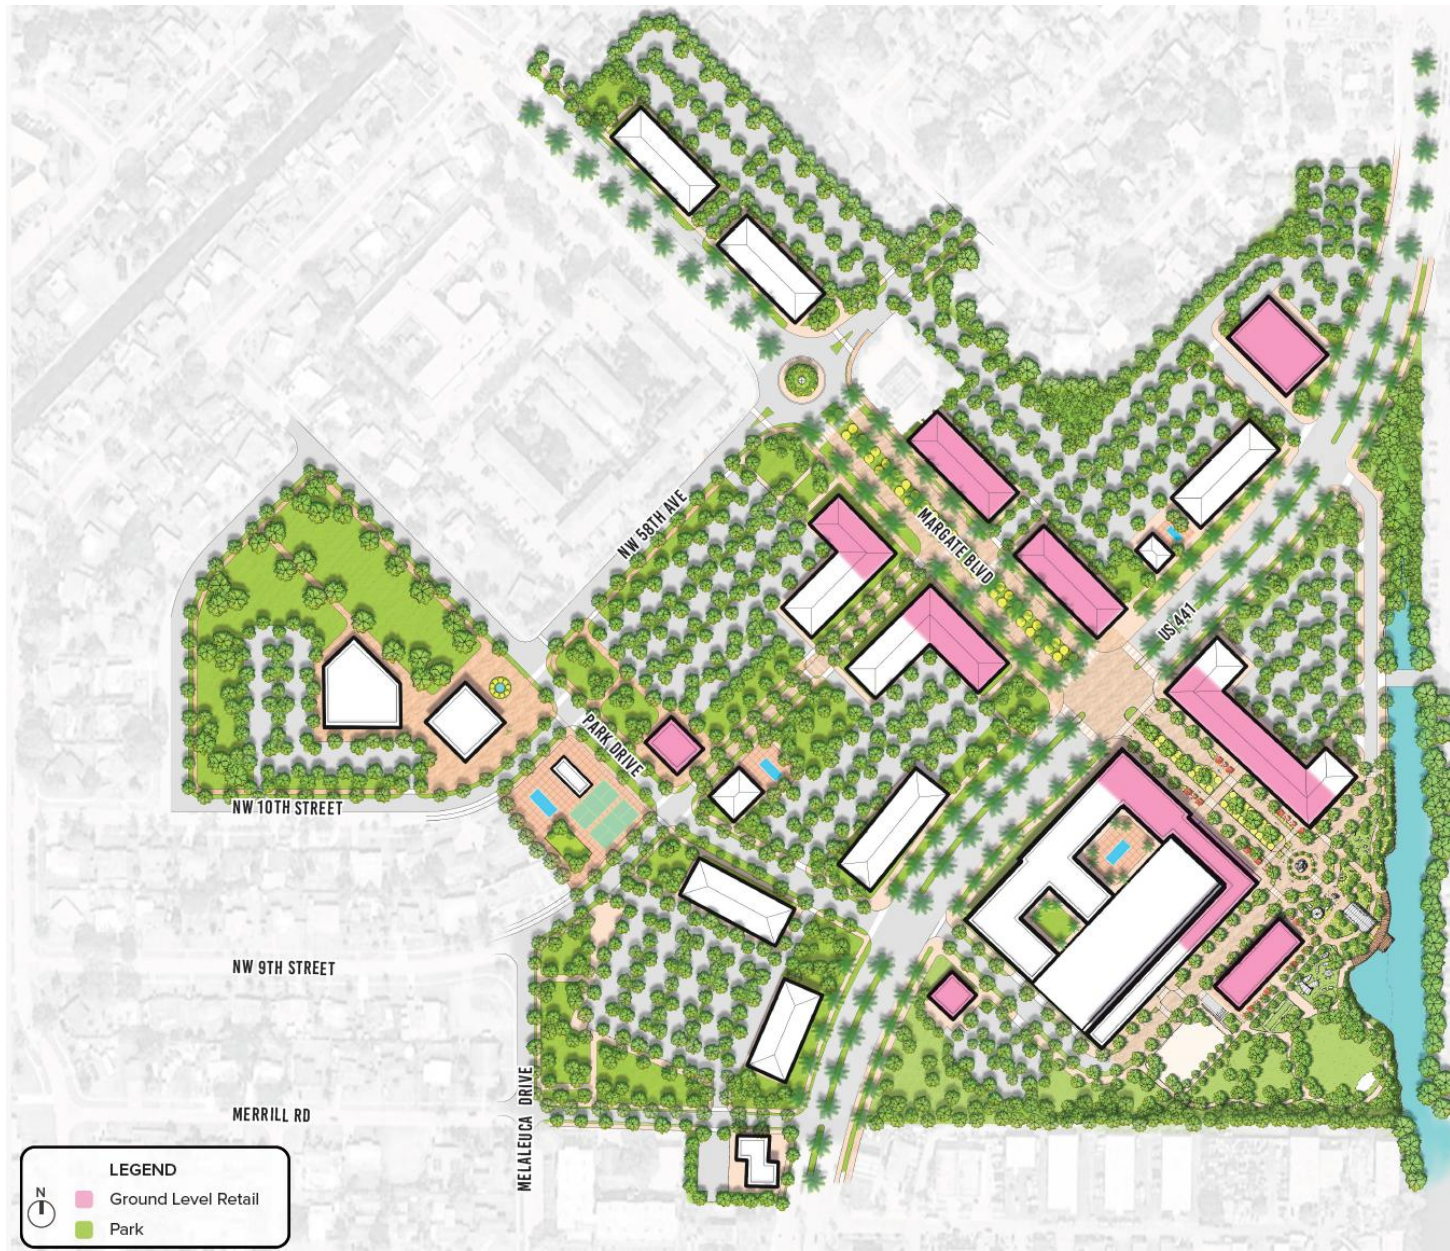 NW 58TH AVE
MARGATE BLVD
US 441
PARK DRIVE
NW 10TH STREET
NW 9TH STREET
MERRILL RD
MELALEUCA DRIVE
LEGEND
N
Ground Level Retail
Park